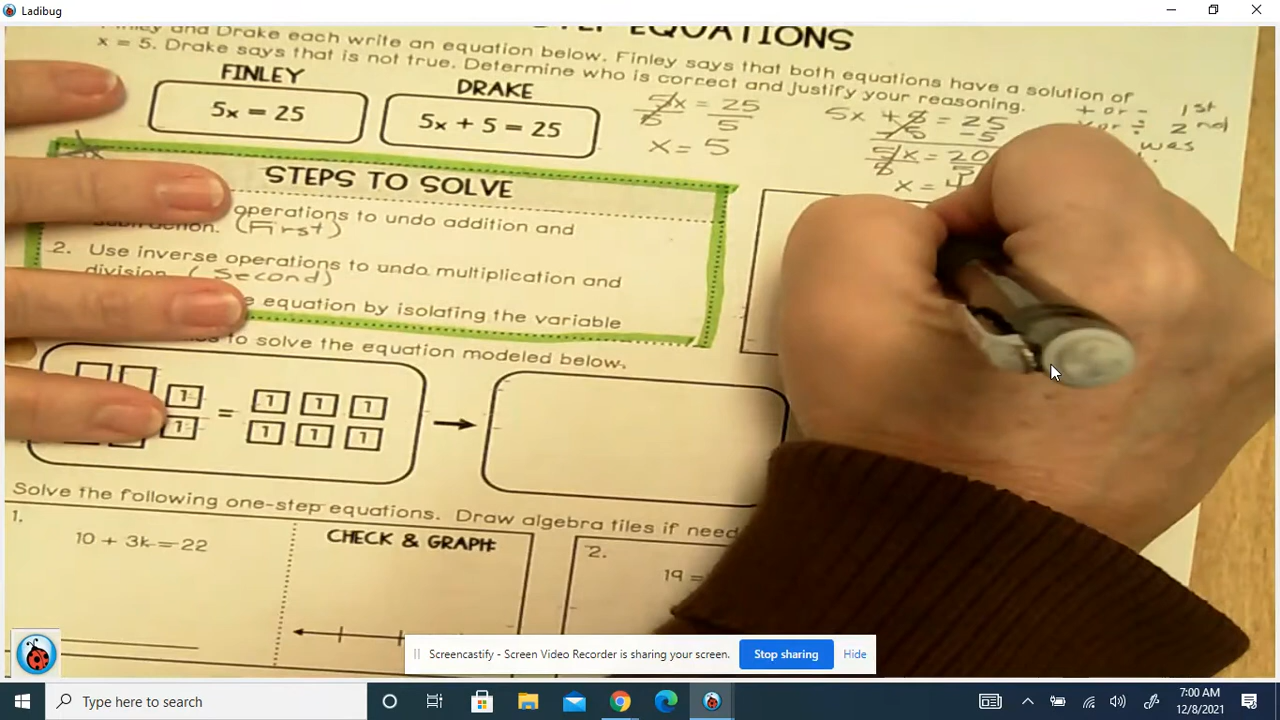 Ladibug
STEP EQUATIONS
Finley and Drake each write an equation below. Finley says that both equations have a solution of
x = 5. Drake says that is not true. Determine who is correct and justify your reasoning.
FINLEY
5x = 25
DRAKE
5x + 5 = 25
5x = 25
5 5
x = 5
5x + 5 = 25
-5 -5
5x = 20
5 5
x = 4
+ or - 1st
x or ÷ 2nd
was
STEPS TO SOLVE
operations to undo addition and
subtraction. (First)
2. Use inverse operations to undo multiplication and
division. (Second)
equation by isolating the variable
to solve the equation modeled below.
1 = 1 1 1
1 1 1 1
Solve the following one-step equations. Draw algebra tiles if need
1.
10 + 3k = 22
CHECK & GRAPH:
2.
19 =
Screencastify - Screen Video Recorder is sharing your screen.
Stop sharing
Hide
Type here to search
7:00 AM
12/8/2021